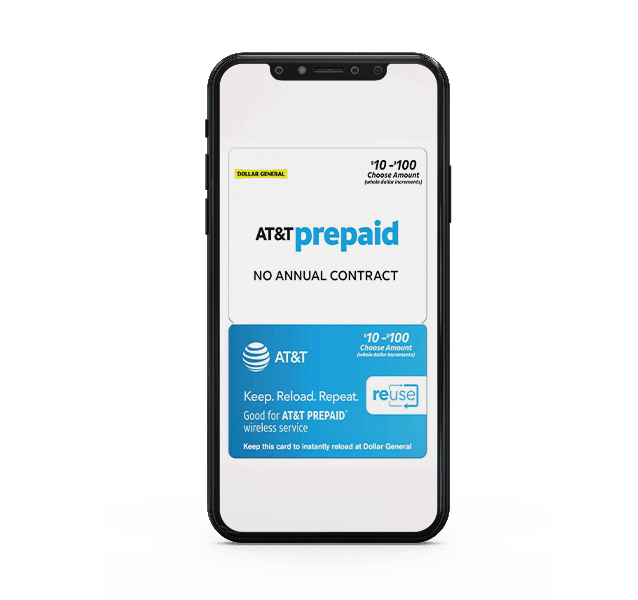 DOLLAR GENERAL
$10 -$100
Choose Amount
(whole dollar increments)
AT&T prepaid
NO ANNUAL CONTRACT
$10 -$100
Choose Amount
(whole dollar increments)
AT&T
Keep. Reload. Repeat.
reuse
Good for AT&T PREPAID℠
wireless service
Keep this card to instantly reload at Dollar General